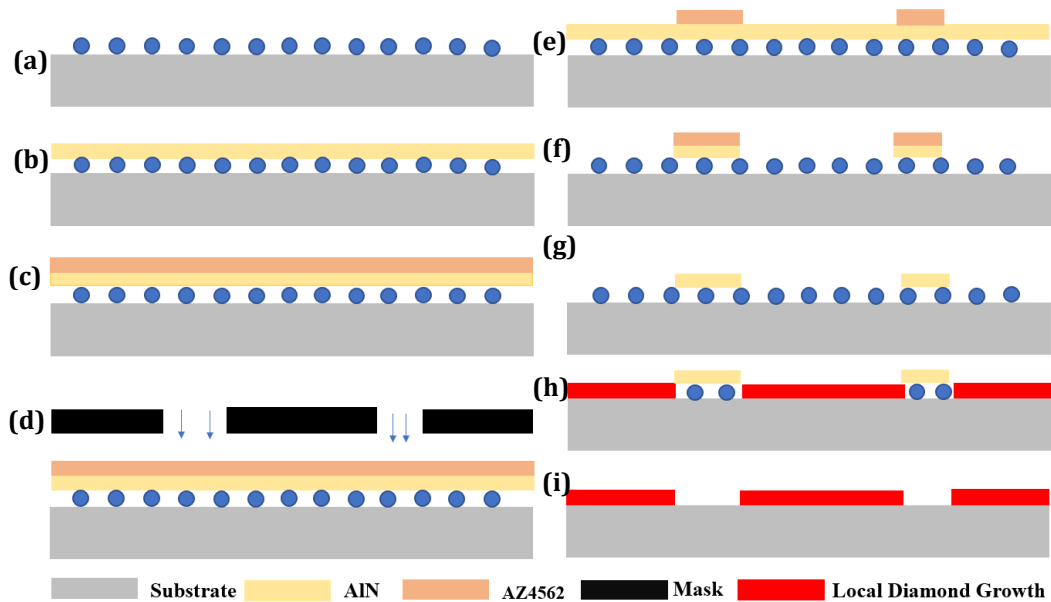 (a)
(b)
(c)
(d)
(e)
(f)
(g)
(h)
(i)
Substrate AlN AZ4562 Mask Local Diamond Growth